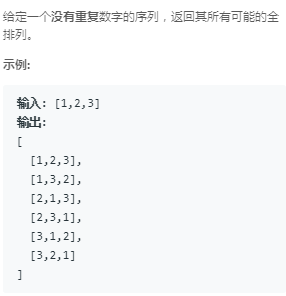 给定一个没有重复数字的序列，返回其所有可能的全
排列。
示例:
输入: [1,2,3]
输出:
[
  [1,2,3],
  [1,3,2],
  [2,1,3],
  [2,3,1],
  [3,1,2],
  [3,2,1]
]